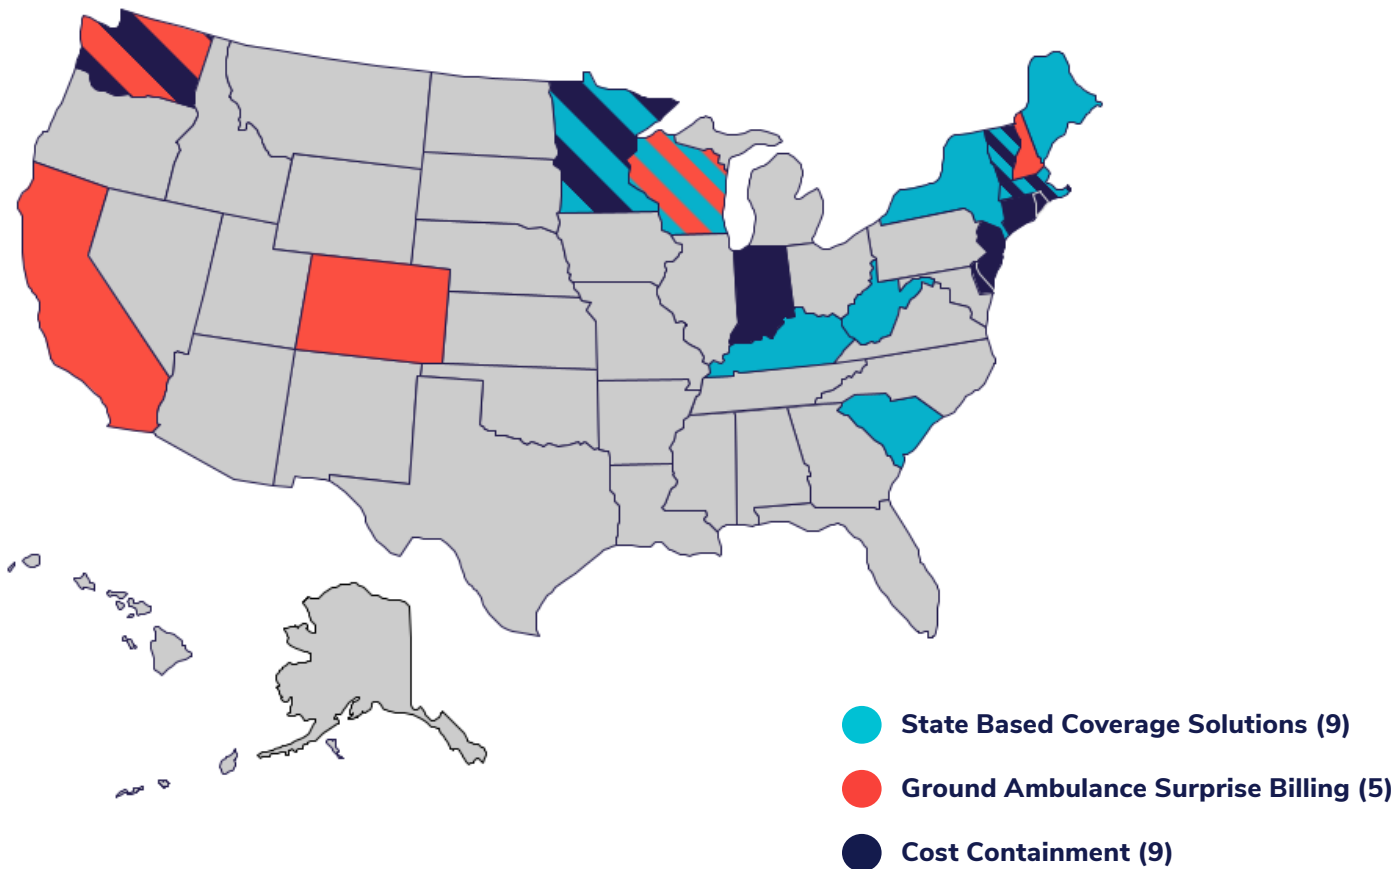 State Based Coverage Solutions (9)
Ground Ambulance Surprise Billing (5)
Cost Containment (9)